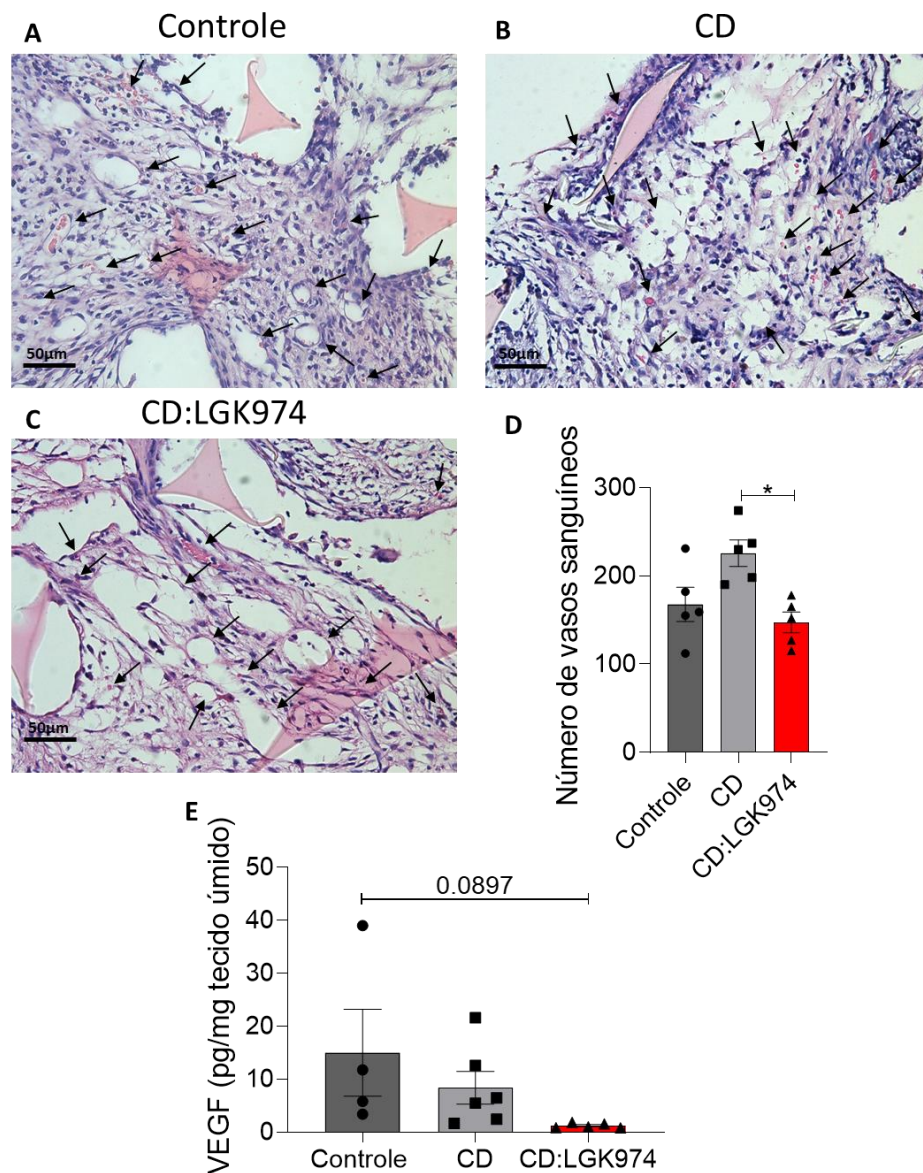 A
Controle
B
CD
50µm
50µm
C
CD:LGK974
50µm
D
Número de vasos sanguíneos
300
200
100
0
*
Controle
CD
CD:LGK974
E
VEGF (pg/mg tecido úmido)
50
40
30
20
10
0
0.0897
Controle
CD
CD:LGK974